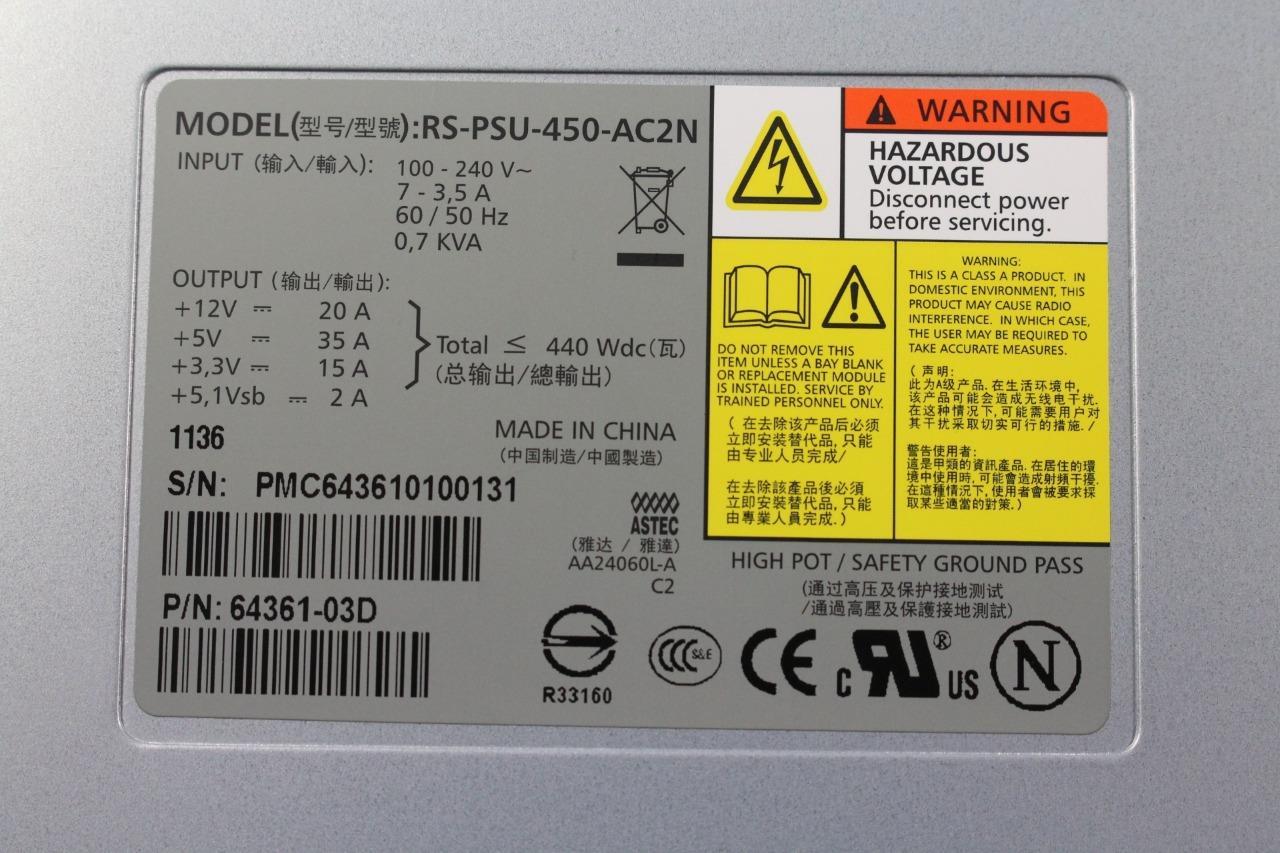 MODEL(型号/型號):RS-PSU-450-AC2N
INPUT (输入/輸入): 100 - 240 V~
7 - 3,5 A
60 / 50 Hz
0,7 KVA
OUTPUT (输出/輸出):
+12V ⎓ 20 A
+5V ⎓ 35 A
+3,3V ⎓ 15 A
+5,1Vsb ⎓ 2 A
Total ≤ 440 Wdc(瓦)
(总输出/總輸出)
1136
MADE IN CHINA
(中国制造/中國製造)
S/N: PMC643610100131
ASTEC
(雅达 / 雅達)
AA24060L-A
C2
P/N: 64361-03D
R33160
WARNING
HAZARDOUS
VOLTAGE
Disconnect power
before servicing.
DO NOT REMOVE THIS
ITEM UNLESS A BAY BLANK
OR REPLACEMENT MODULE
IS INSTALLED. SERVICE BY
TRAINED PERSONNEL ONLY.
( 在去除该产品后必须
立即安装替代品, 只能
由专业人员完成/
在去除該產品後必須
立即安裝替代品, 只能
由專業人員完成.)
WARNING:
THIS IS A CLASS A PRODUCT. IN
DOMESTIC ENVIRONMENT, THIS
PRODUCT MAY CAUSE RADIO
INTERFERENCE. IN WHICH CASE,
THE USER MAY BE REQUIRED TO
TAKE ACCURATE MEASURES.
( 声明:
此为A级产品. 在生活环境中,
该产品可能会造成无线电干扰.
在这种情况下, 可能需要用户对
其干扰采取切实可行的措施. /
警告使用者:
這是甲類的資訊產品. 在居住的環
境中使用時, 可能會造成射頻干擾.
在這種情況下, 使用者會被要求採
取某些適當的對策.)
HIGH POT / SAFETY GROUND PASS
(通过高压及保护接地测试
/通過高壓及保護接地測試)
CCC S&E
CE
c RU ® US
N